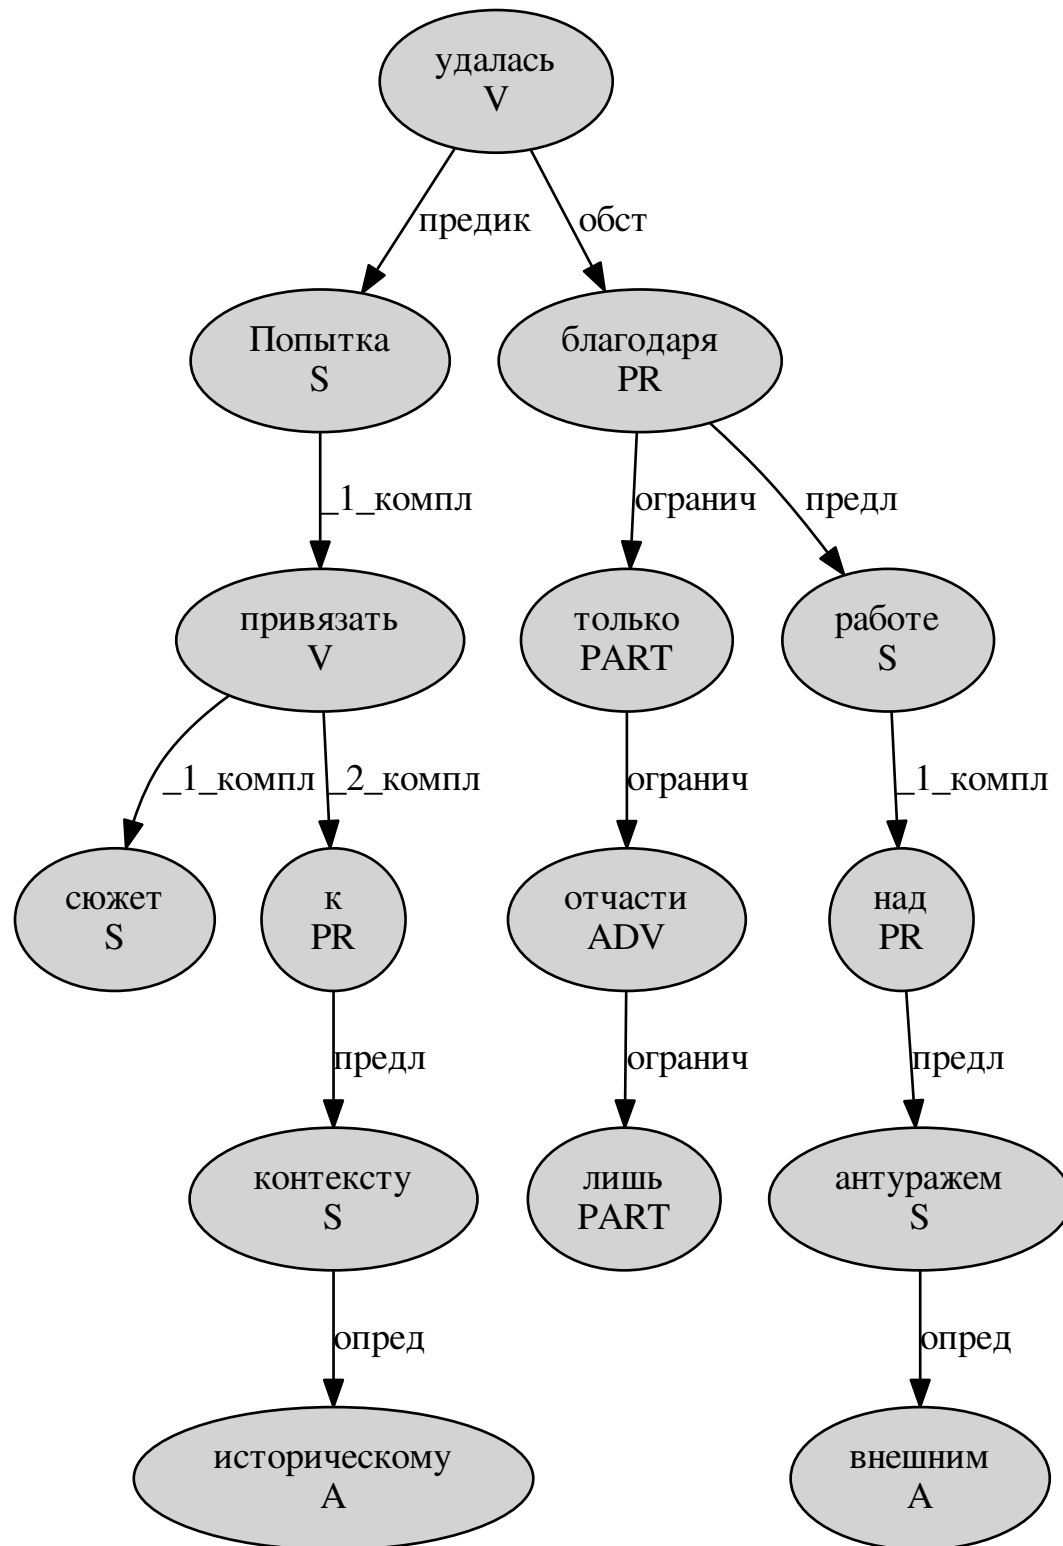 удалась
V
предик
обст
Попытка
S
благодаря
PR
_1_компл
огранич
предл
привязать
V
только
PART
работе
S
_1_компл
_2_компл
огранич
_1_компл
сюжет
S
к
PR
отчасти
ADV
над
PR
предл
огранич
предл
контексту
S
лишь
PART
антуражем
S
опред
опред
историческому
A
внешним
A